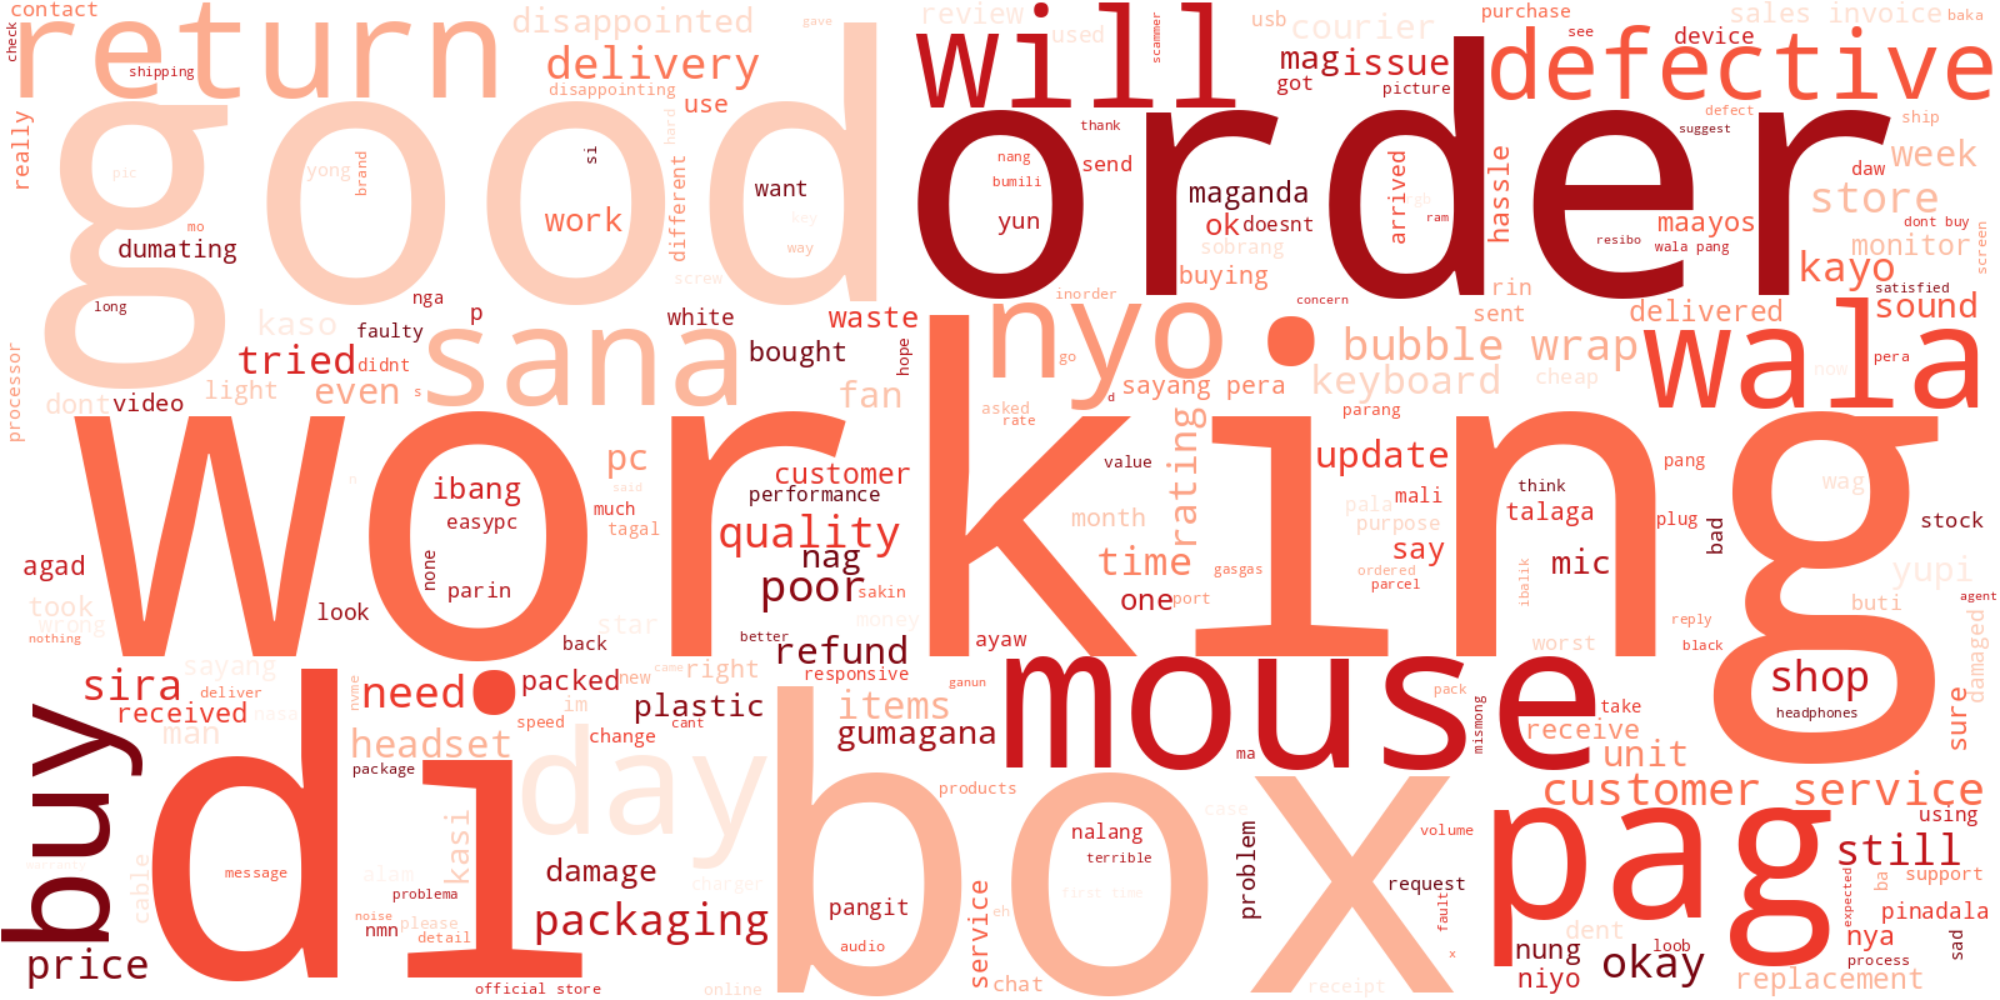 contact
check
return
shipping
disappointed
gave
delivery
disappointing
use
review
used
will
scammer
usb
courier
magissue
got
picture
purchase
see
sales invoice
baka
device
defective
really
good
pic
yong
brand
si
hard
different
work
want
key
way
mo
dumating
long
screw
order
thank
send
nang
bumili
yun
maganda
ok
doesnt
sobrang
buying
arrived
rgb
ram
hassle
defect
suggest
ship
week
daw
store
maayos
dont buy
resibo
wala pang
monitor
screen
kayo
satisfied
nga
p
kaso
faulty
tried
didnt
sana
white
bought
waste
hope
inorder
nyo
go
concern
rin
sent
delivered
sound
bubble wrap
wala
pera
now
processor
light
even
s
dont
video
fan
d
sayang pera
keyboard
cheap
asked
rate
rating
parang
working
ibang
easypc
none
parin
n
pc
said
much
tagal
customer
performance
quality
nag
poor
sakin
month
value
time
gasgas
one
port
update
pala
mali
purpose
say
ordered
parcel
think
talaga
mic
ibalik
pang
plug
bad
wag
stock
yupi
agent
buti
agad
took
wrong
nothing
look
back
star
better
money
refund
responsive
ayaw
worst
reply
black
damaged
sayang
sira
deliver
received
nasa
man
nvme
need
packed
new
came
right
im
speed
change
plastic
cant
items
gumagana
ganun
mouse
ma
pack
mismong
take
receive
unit
shop
headphones
sure
buy
di
message
headset
package
day
box
products
case
nalang
terrible
first time
customer service
volume
pag
using
still
cable
kasi
alam
problema
noise
please
nmn
detail
damage
charger
packaging
pangit
audio
service
eh
chat
problem
request
fault
x
expected
ba
support
pinadala
price
official store
online
receipt
dent
nung
niyo
okay
loob
nya
process
sad
replacement